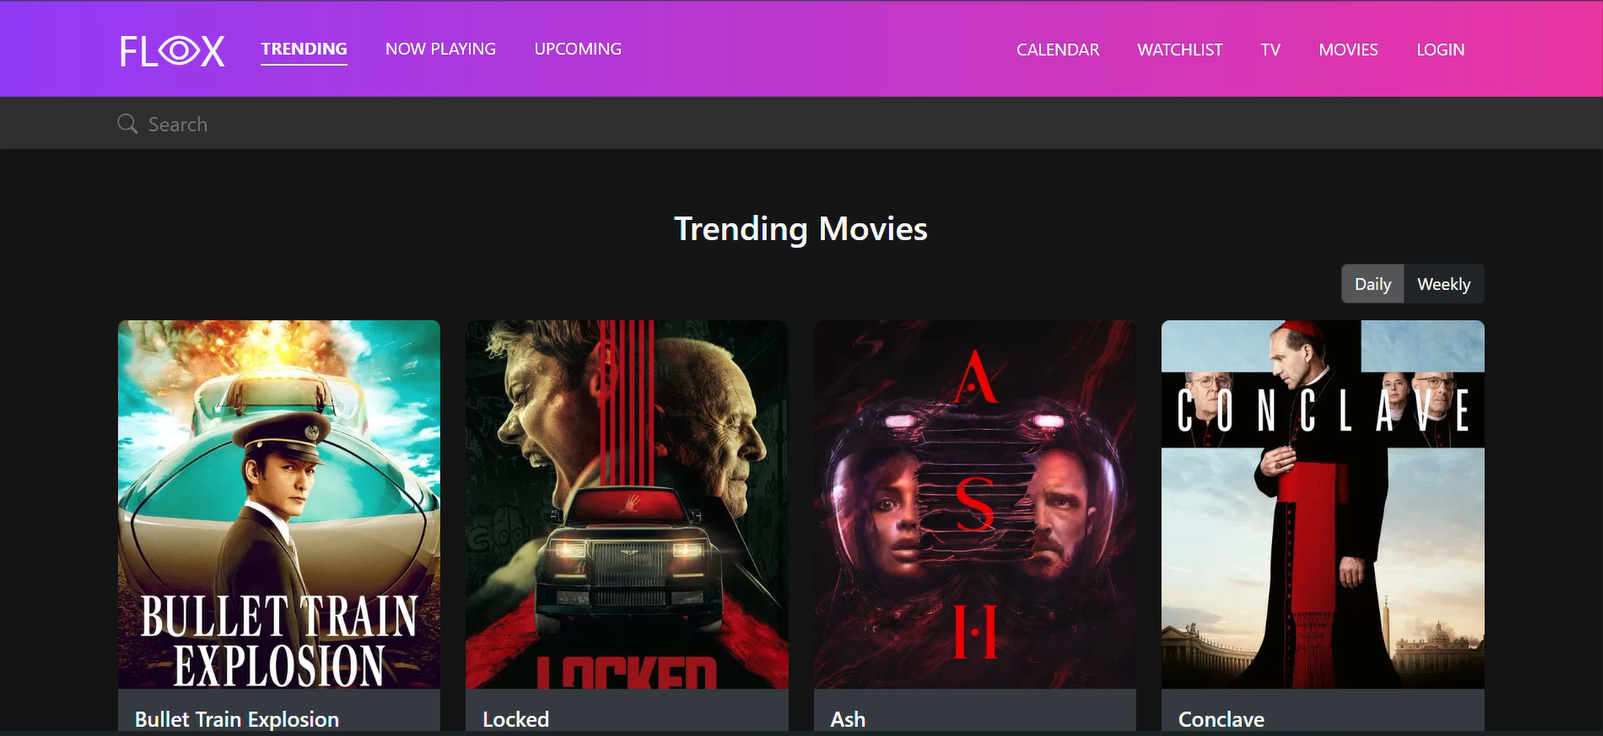 FLOX TRENDING NOW PLAYING UPCOMING CALENDAR WATCHLIST TV MOVIES LOGIN
Search
Trending Movies
Daily Weekly
BULLET TRAIN
EXPLOSION
LOCKED
A
S
H
CONCLAVE
Bullet Train Explosion
Locked
Ash
Conclave